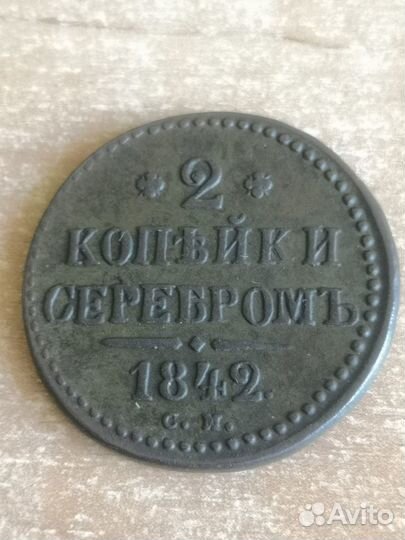 2
КОПѢЙКИ
СЕРЕБРОМЪ
1842.
С. М.
Avito